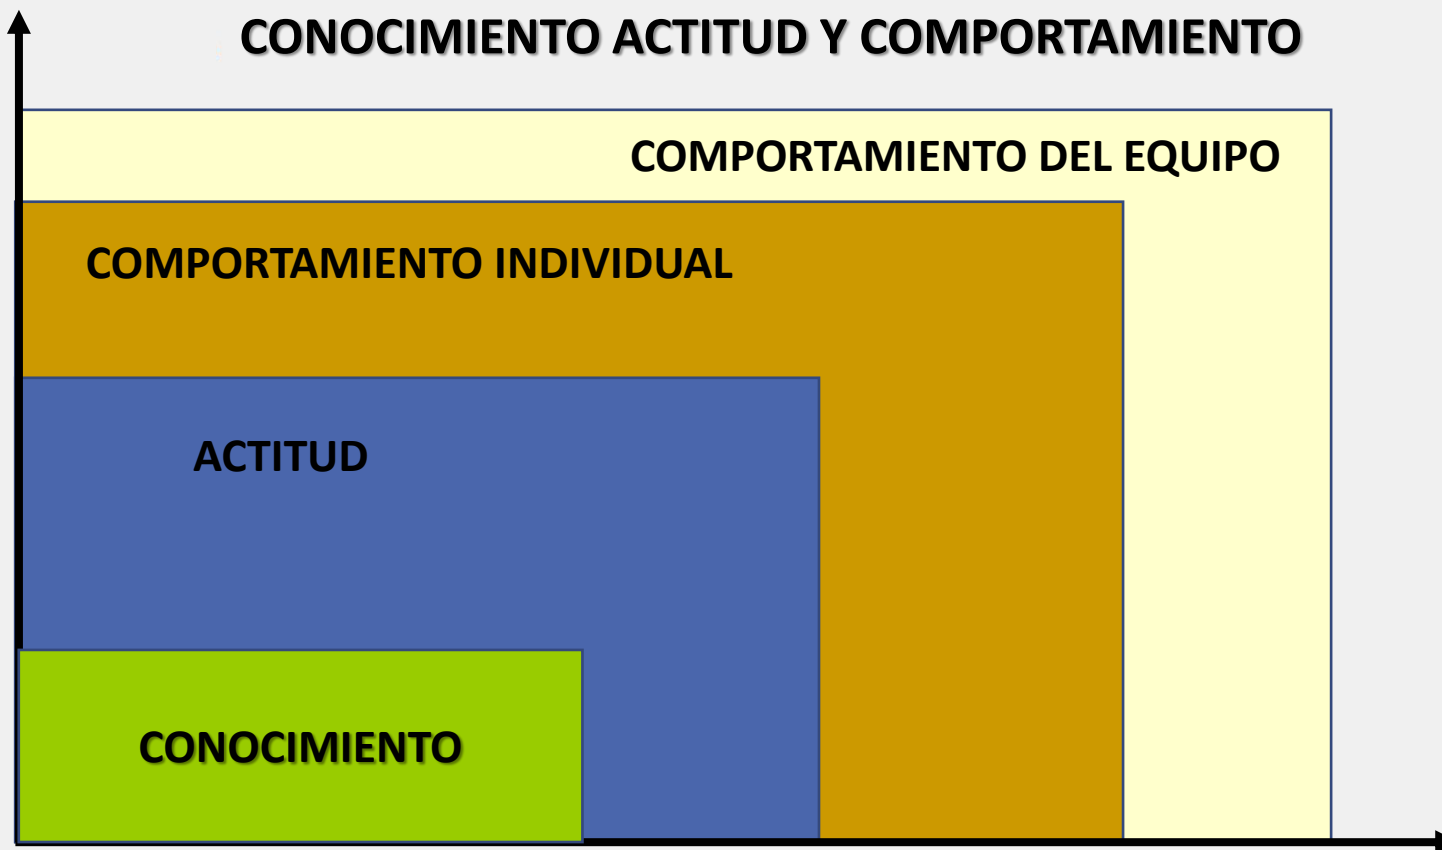 CONOCIMIENTO ACTITUD Y COMPORTAMIENTO
COMPORTAMIENTO DEL EQUIPO
COMPORTAMIENTO INDIVIDUAL
ACTITUD
CONOCIMIENTO